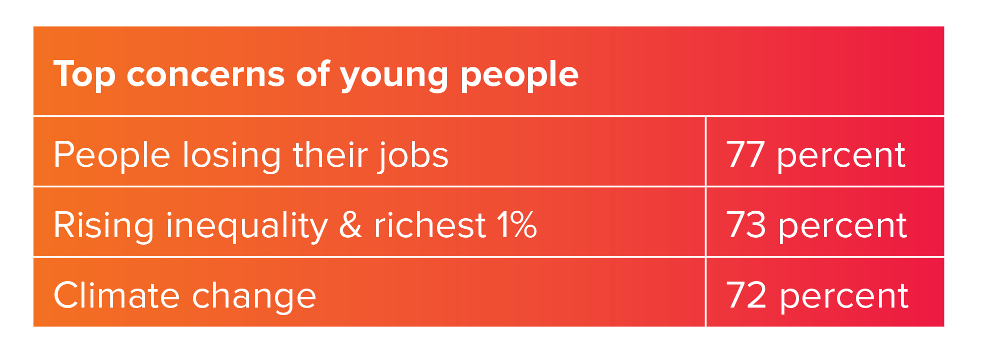 Top concerns of young people
People losing their jobs 77 percent
Rising inequality & richest 1% 73 percent
Climate change 72 percent